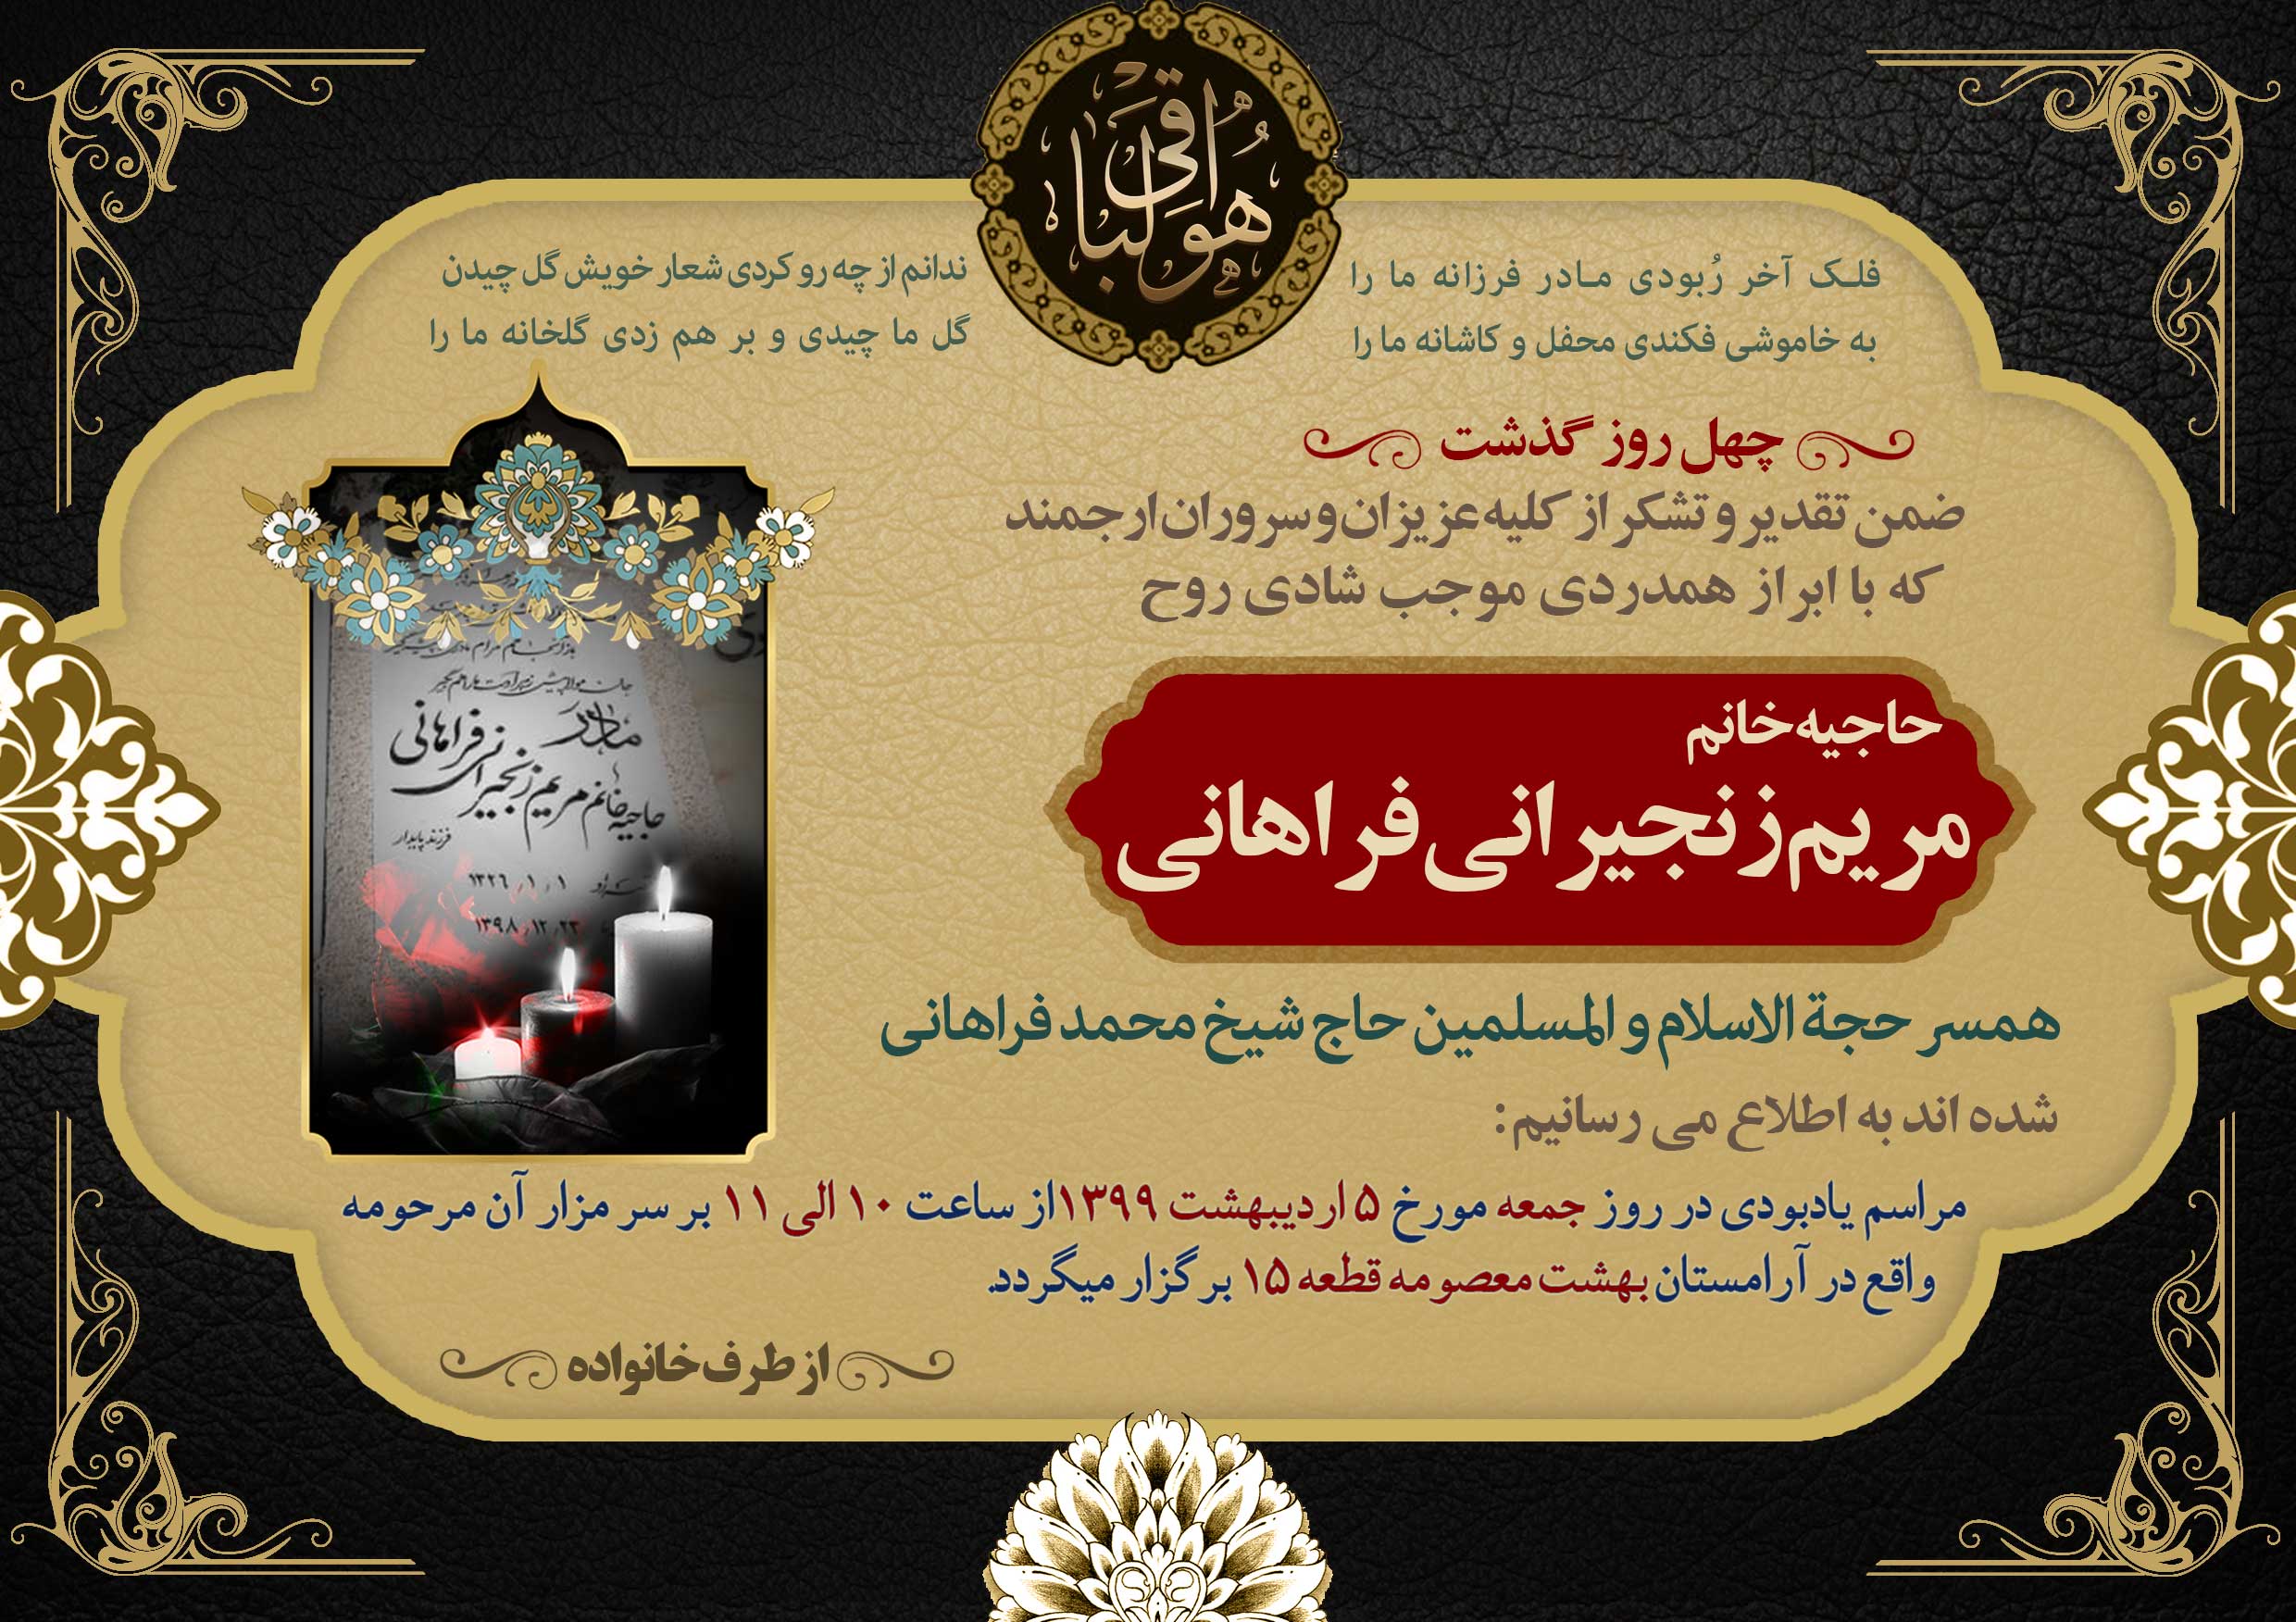 هو الباقی
فلک آخر رُبودی مادر فرزانه ما را
ندانم از چه رو کردی شعار خویش گل چیدن
به خاموشی فکندی محفل و کاشانه ما را
گل ما چیدی و بر هم زدی گلخانه ما را
چهل روز گذشت
ضمن تقدیر و تشکر از کلیه عزیزان و سروران ارجمند
که با ابراز همدردی موجب شادی روح
حاجیه خانم
مریم زنجیرانی فراهانی
همسر حجة الاسلام و المسلمین حاج شیخ محمد فراهانی
شده اند به اطلاع می رسانیم:
مراسم یادبودی در روز جمعه مورخ ۵ اردیبهشت ۱۳۹۹ از ساعت ۱۰ الی ۱۱ بر سر مزار آن مرحومه
واقع در آرامستان بهشت معصومه قطعه ۱۵ برگزار میگردد.
از طرف خانواده
مادر
حاجیه خانم مریم زنجیرانی فراهانی
فرزند پایدار
۱۳۲۶/۱/۱
۱۳۹۸/۱۲/۲۳